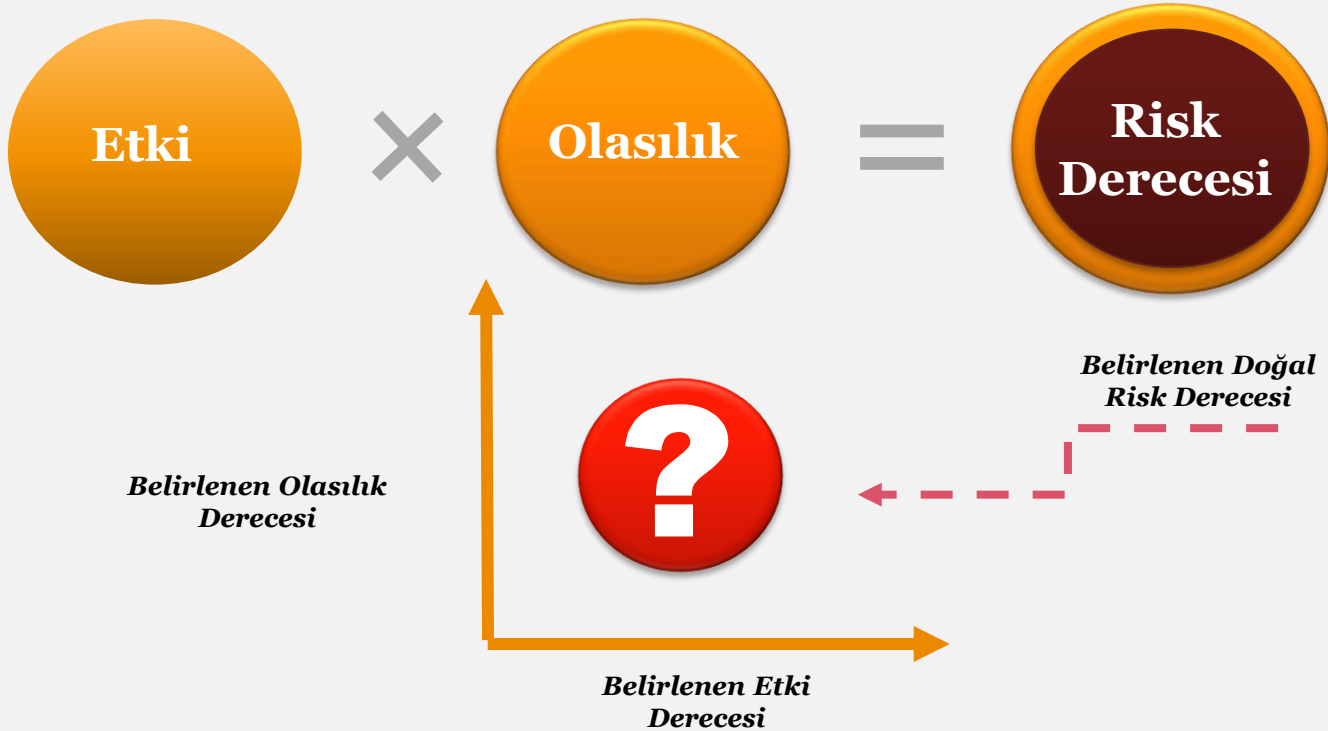 Etki
×
Olasılık
=
Risk
Derecesi
Belirlenen Doğal
Risk Derecesi
?
Belirlenen Olasılık
Derecesi
Belirlenen Etki
Derecesi